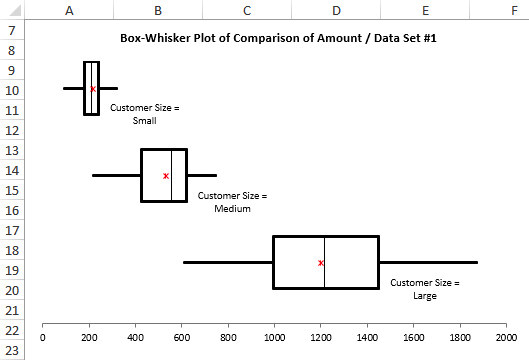 A B C D E F
7
Box-Whisker Plot of Comparison of Amount / Data Set #1
8
9
10
Customer Size =
11
Small
12
13
14
15
Customer Size =
16
Medium
17
18
19
Customer Size =
20
Large
21
22
0 200 400 600 800 1000 1200 1400 1600 1800 2000
23